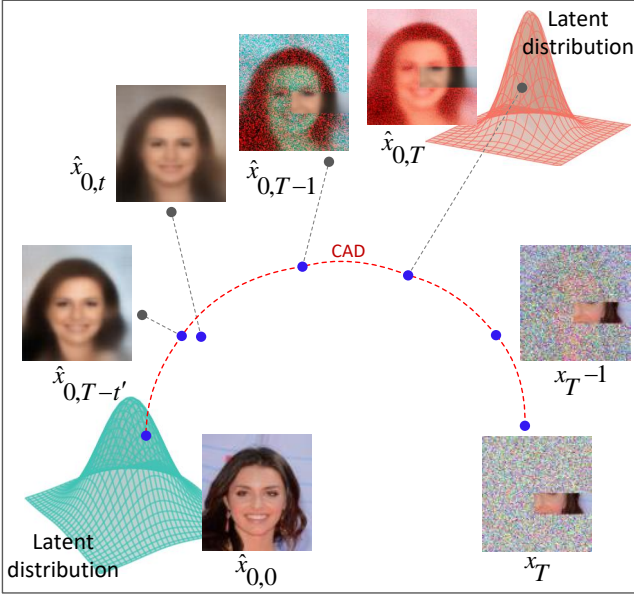 Latent
distribution
x̂0,T−1
x̂0,T
x̂0,t
CAD
x̂0,T−t′
xT−1
Latent
distribution
x̂0,0
xT